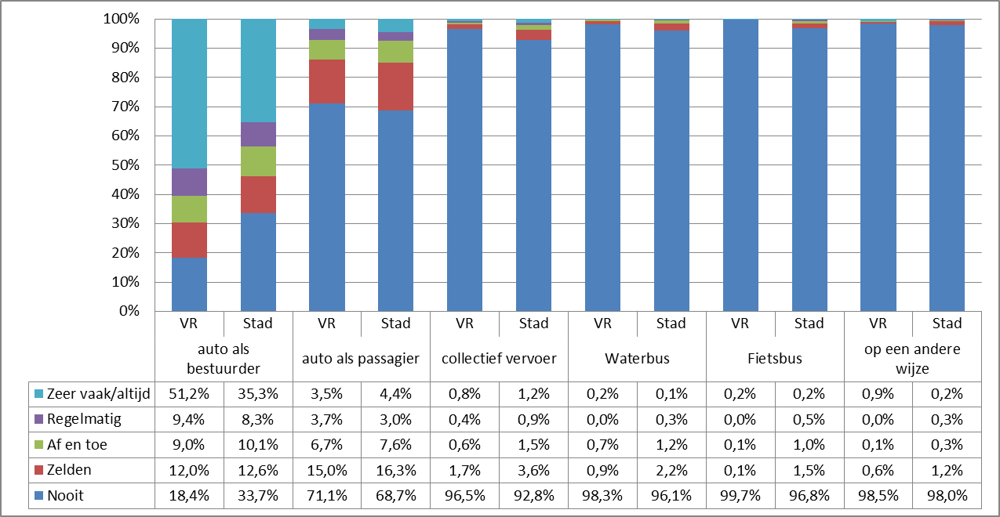 100%
90%
80%
70%
60%
50%
40%
30%
20%
10%
0%
VR Stad VR Stad VR Stad VR Stad VR Stad VR Stad
auto als bestuurder auto als passagier collectief vervoer Waterbus Fietsbus op een andere wijze
Zeer vaak/altijd 51,2% 35,3% 3,5% 4,4% 0,8% 1,2% 0,2% 0,1% 0,2% 0,2% 0,9% 0,2%
Regelmatig 9,4% 8,3% 3,7% 3,0% 0,4% 0,9% 0,0% 0,3% 0,0% 0,5% 0,0% 0,3%
Af en toe 9,0% 10,1% 6,7% 7,6% 0,6% 1,5% 0,7% 1,2% 0,1% 1,0% 0,1% 0,3%
Zelden 12,0% 12,6% 15,0% 16,3% 1,7% 3,6% 0,9% 2,2% 0,1% 1,5% 0,6% 1,2%
Nooit 18,4% 33,7% 71,1% 68,7% 96,5% 92,8% 98,3% 96,1% 99,7% 96,8% 98,5% 98,0%